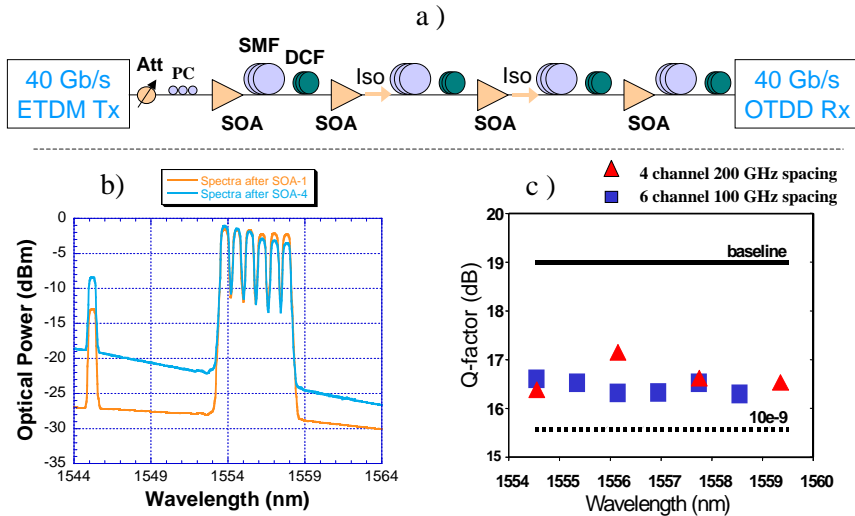 a )
SMF
Att
DCF
PC
Iso
Iso
40 Gb/s
ETDM Tx
40 Gb/s
OTDD Rx
SOA
SOA
SOA
SOA
b )
Spectra after SOA-1
Spectra after SOA-4
Optical Power (dBm)
0
-5
-10
-15
-20
-25
-30
-35
1544
1549
1554
1559
1564
Wavelength (nm)
c )
4 channel 200 GHz spacing
6 channel 100 GHz spacing
Q-factor (dB)
20
19
18
17
16
15
baseline
10e-9
1554
1555
1556
1557
1558
1559
1560
Wavelength (nm)